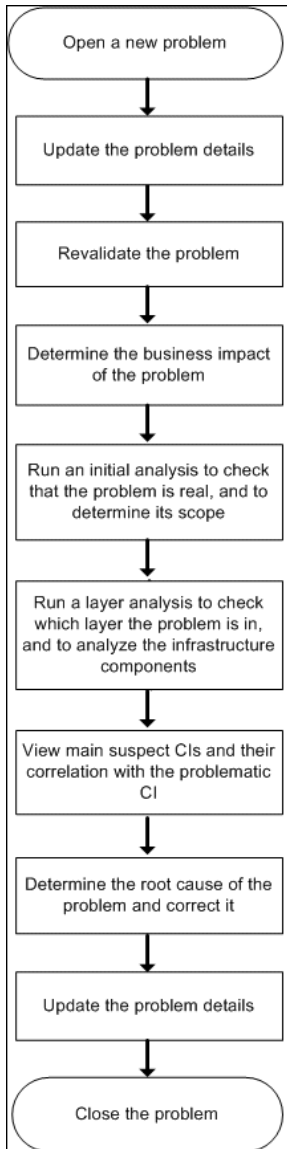 Open a new problem
Update the problem details
Revalidate the problem
Determine the business impact
of the problem
Run an initial analysis to check
that the problem is real, and to
determine its scope
Run a layer analysis to check
which layer the problem is in,
and to analyze the infrastructure
components
View main suspect CIs and their
correlation with the problematic
CI
Determine the root cause of the
problem and correct it
Update the problem details
Close the problem